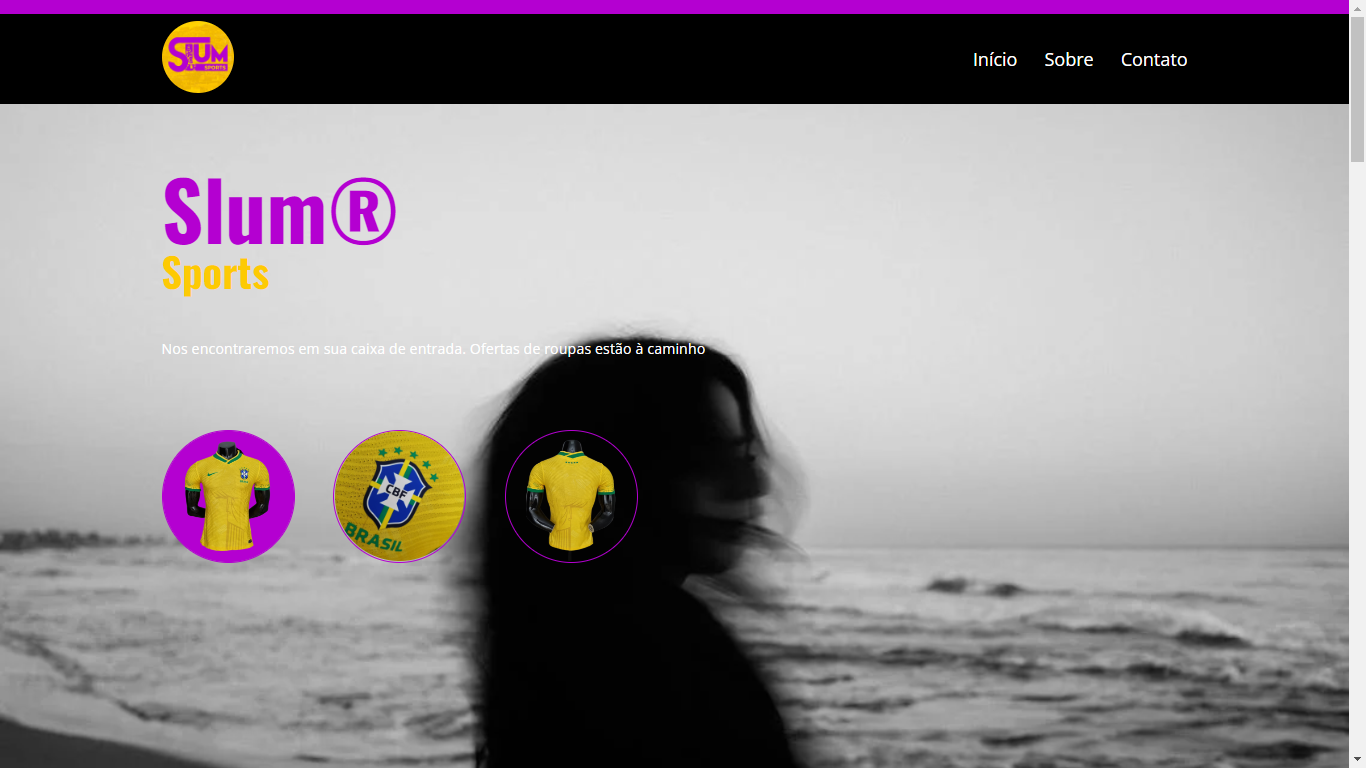 SLUM
SPORTS
Início Sobre Contato
Slum®
Sports
Nos encontraremos em sua caixa de entrada. Ofertas de roupas estão à caminho
CBF
BRASIL